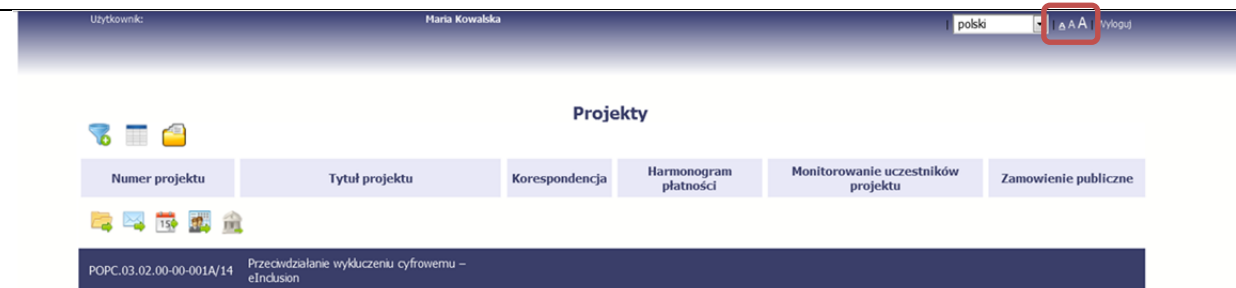 Użytkownik: Maria Kowalska | polski | A A A | Wyloguj
Projekty
Numer projektu Tytuł projektu Korespondencja Harmonogram płatności Monitorowanie uczestników projektu Zamowienie publiczne
15
POPC.03.02.00-00-001A/14 Przeciwdziałanie wykluczeniu cyfrowemu –
eInclusion